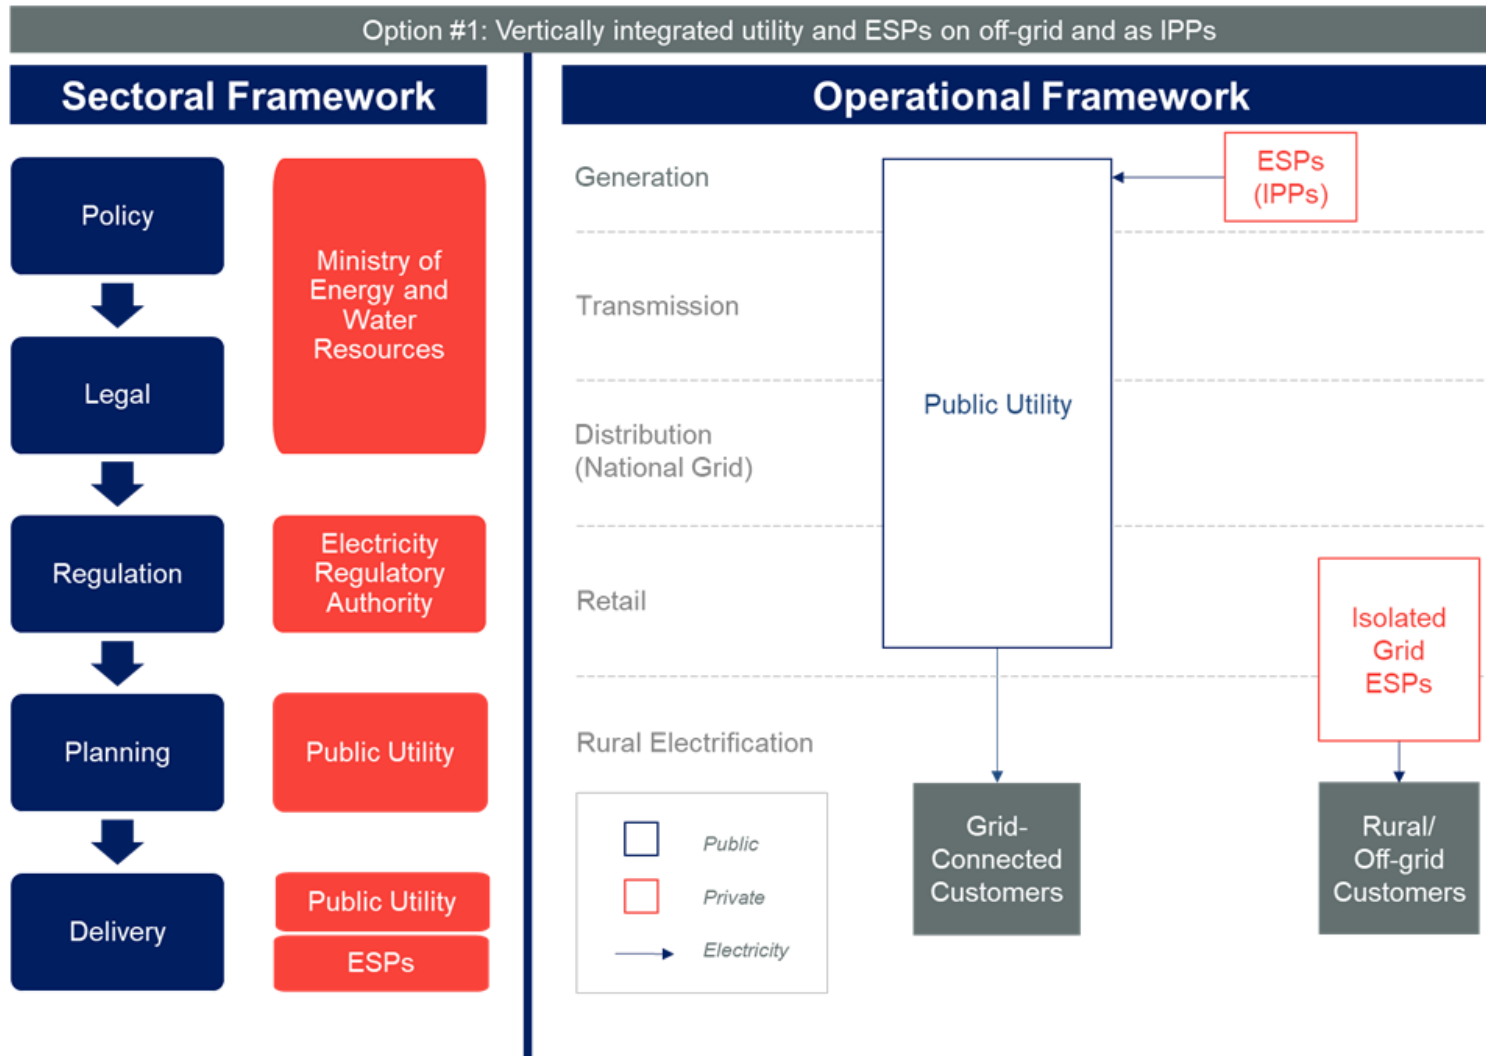 Option #1: Vertically integrated utility and ESPs on off-grid and as IPPs
Sectoral Framework
Policy
Legal
Regulation
Planning
Delivery
Ministry of
Energy and
Water
Resources
Electricity
Regulatory
Authority
Public Utility
Public Utility
ESPs
Operational Framework
Generation
Transmission
Distribution
(National Grid)
Retail
Rural Electrification
Public Utility
ESPs
(IPPs)
Isolated
Grid
ESPs
Grid-
Connected
Customers
Rural/
Off-grid
Customers
Public
Private
Electricity